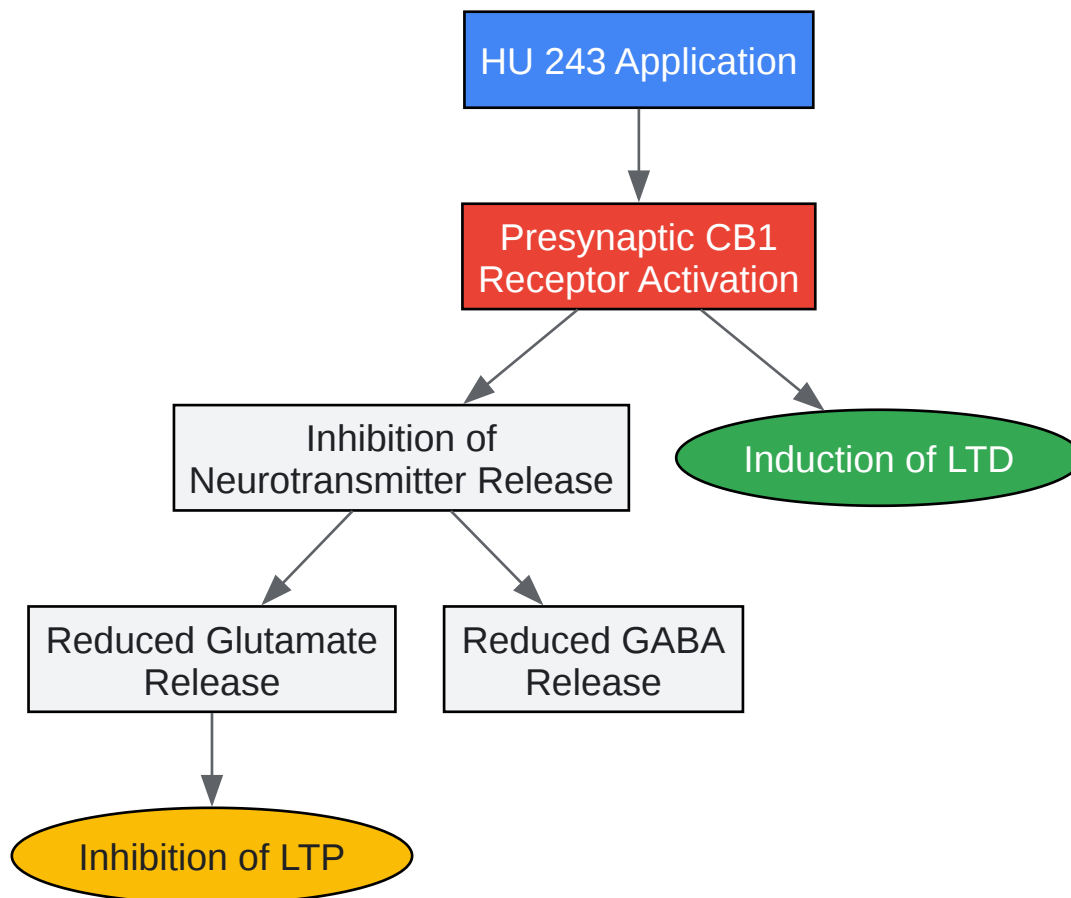 HU 243 Application
Presynaptic CB1
Receptor Activation
Inhibition of
Neurotransmitter Release
Induction of LTD
Reduced Glutamate
Release
Reduced GABA
Release
Inhibition of LTP